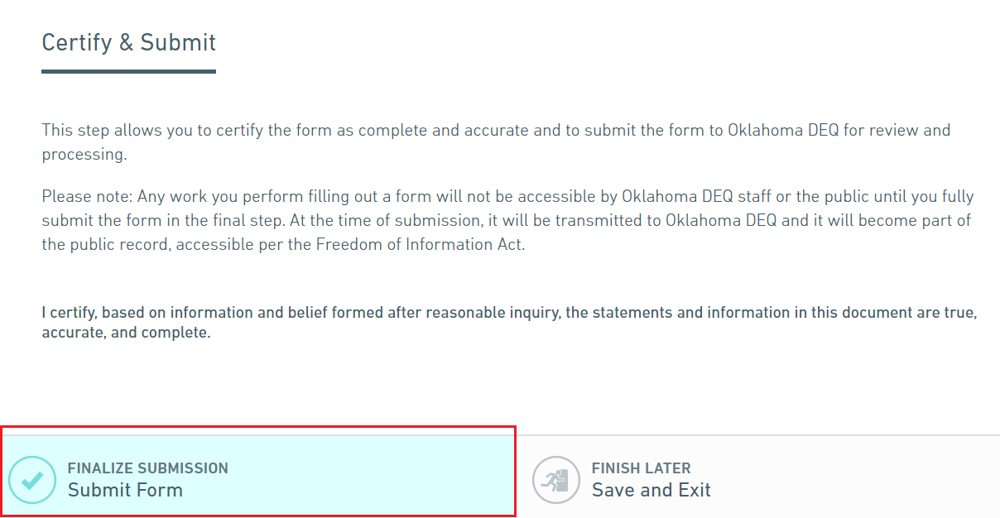 Certify & Submit
This step allows you to certify the form as complete and accurate and to submit the form to Oklahoma DEQ for review and
processing.
Please note: Any work you perform filling out a form will not be accessible by Oklahoma DEQ staff or the public until you fully
submit the form in the final step. At the time of submission, it will be transmitted to Oklahoma DEQ and it will become part of
the public record, accessible per the Freedom of Information Act.
I certify, based on information and belief formed after reasonable inquiry, the statements and information in this document are true,
accurate, and complete.
FINALIZE SUBMISSION
Submit Form
FINISH LATER
Save and Exit